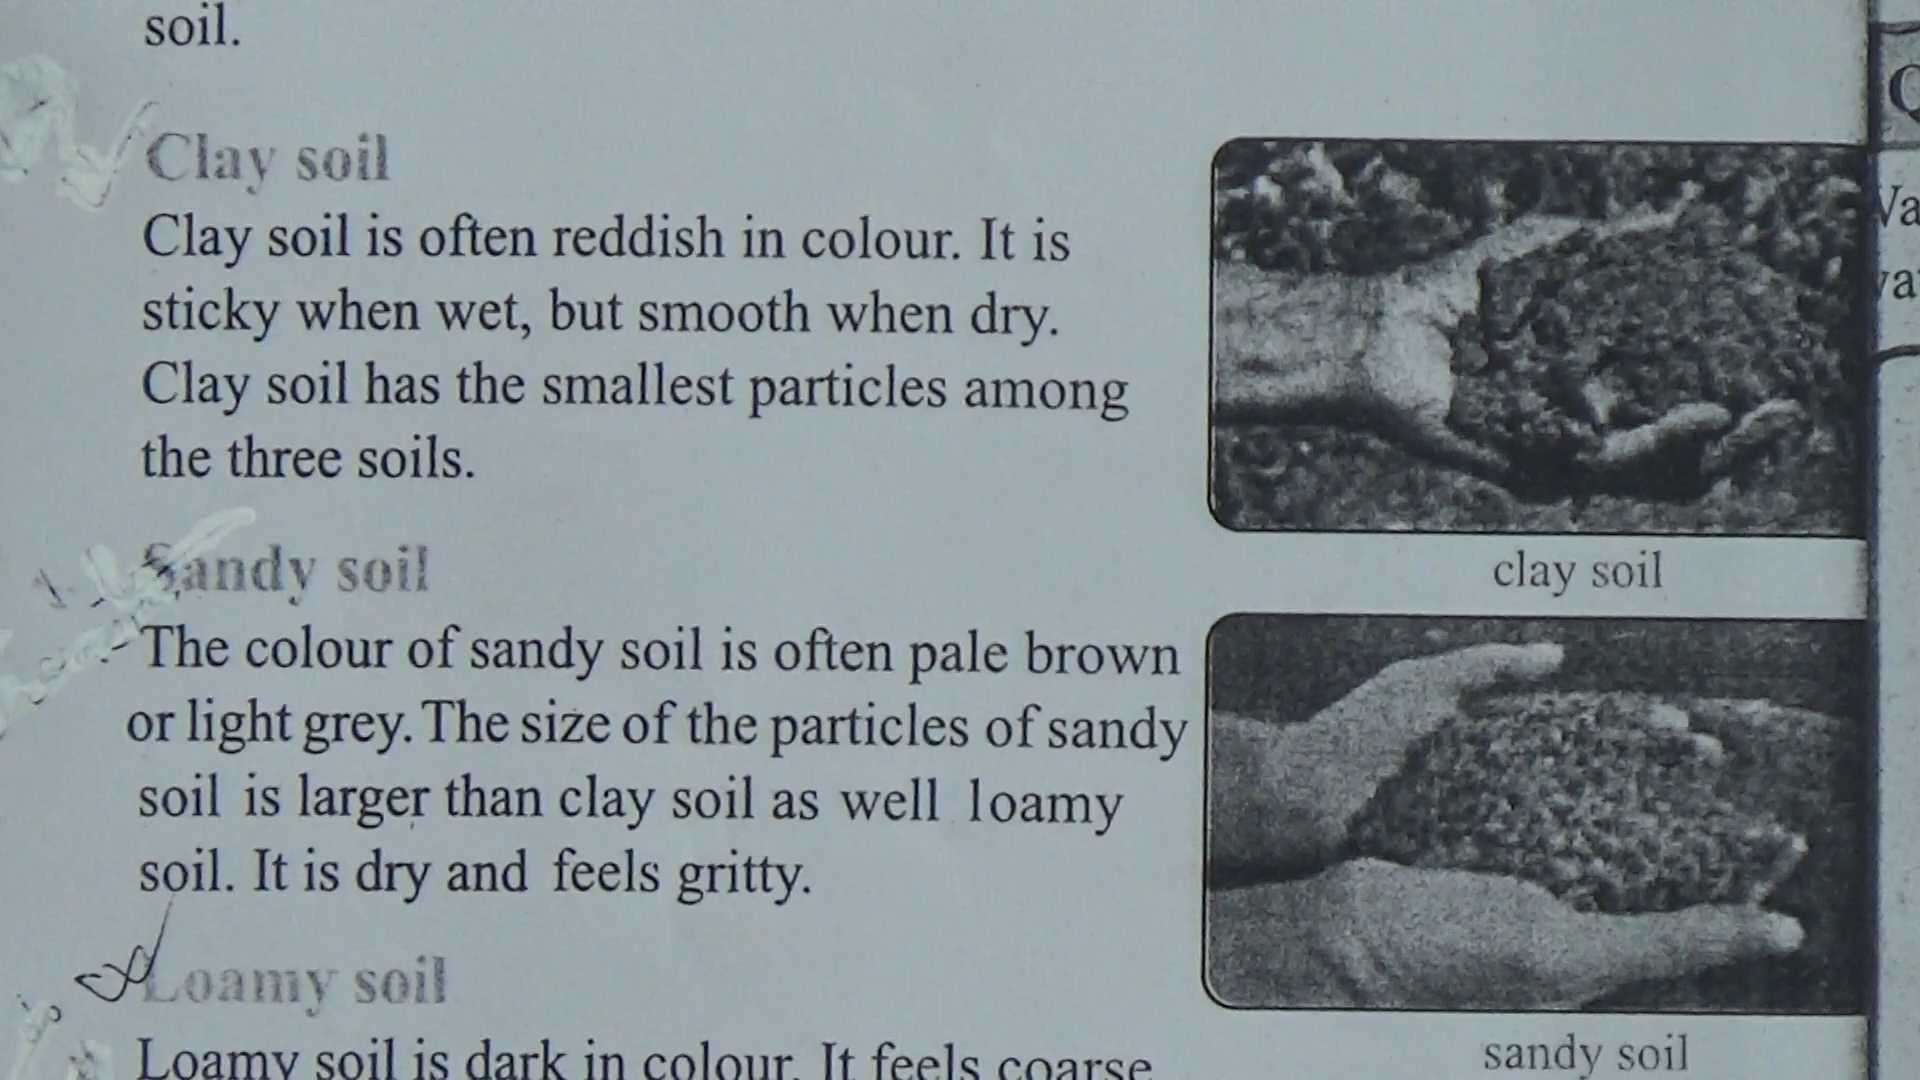 soil.
Clay soil
Clay soil is often reddish in colour. It is
sticky when wet, but smooth when dry.
Clay soil has the smallest particles among
the three soils.
clay soil
Sandy soil
The colour of sandy soil is often pale brown
or light grey. The size of the particles of sandy
soil is larger than clay soil as well loamy
soil. It is dry and feels gritty.
sandy soil
Loamy soil
Loamy soil is dark in colour. It feels coarse